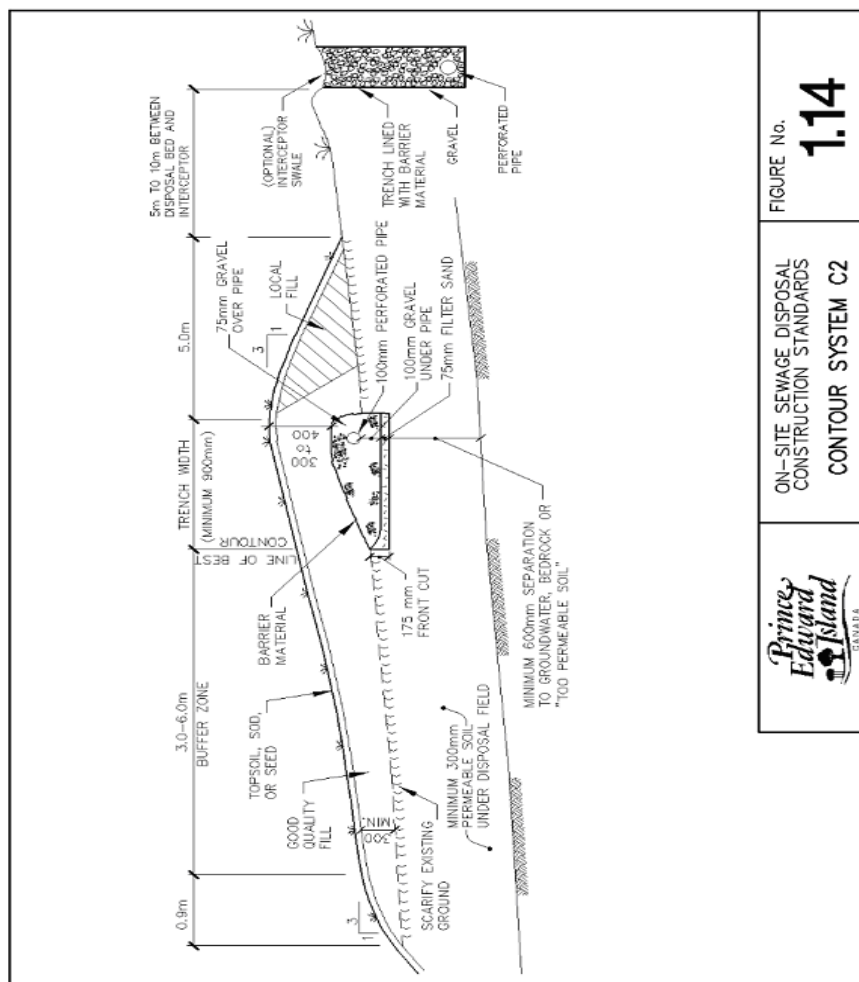 5m TO 10m BETWEEN
DISPOSAL BED AND
INTERCEPTOR
5.0m
TRENCH WIDTH
(MINIMUM 900mm)
3.0-6.0m
BUFFER ZONE
0.9m
(OPTIONAL)
INTERCEPTOR
SWALE
TRENCH LINED
WITH BARRIER
MATERIAL
GRAVEL
PERFORATED
PIPE
75mm GRAVEL
OVER PIPE
LOCAL
FILL
3
1
100mm PERFORATED PIPE
100mm GRAVEL
UNDER PIPE
75mm FILTER SAND
300
to
400
LINE OF BEST
CONTOUR
BARRIER
MATERIAL
175 mm
FRONT CUT
TOPSOIL, SOD,
OR SEED
GOOD
QUALITY
FILL
300
MIN.
3
1
SCARIFY EXISTING
GROUND
MINIMUM 300mm
PERMEABLE SOIL
UNDER DISPOSAL FIELD
MINIMUM 600mm SEPARATION
TO GROUNDWATER, BEDROCK OR
"TOO PERMEABLE SOIL"
Prince
Edward
Island
CANADA
ON-SITE SEWAGE DISPOSAL
CONSTRUCTION STANDARDS
CONTOUR SYSTEM C2
FIGURE No.
1.14